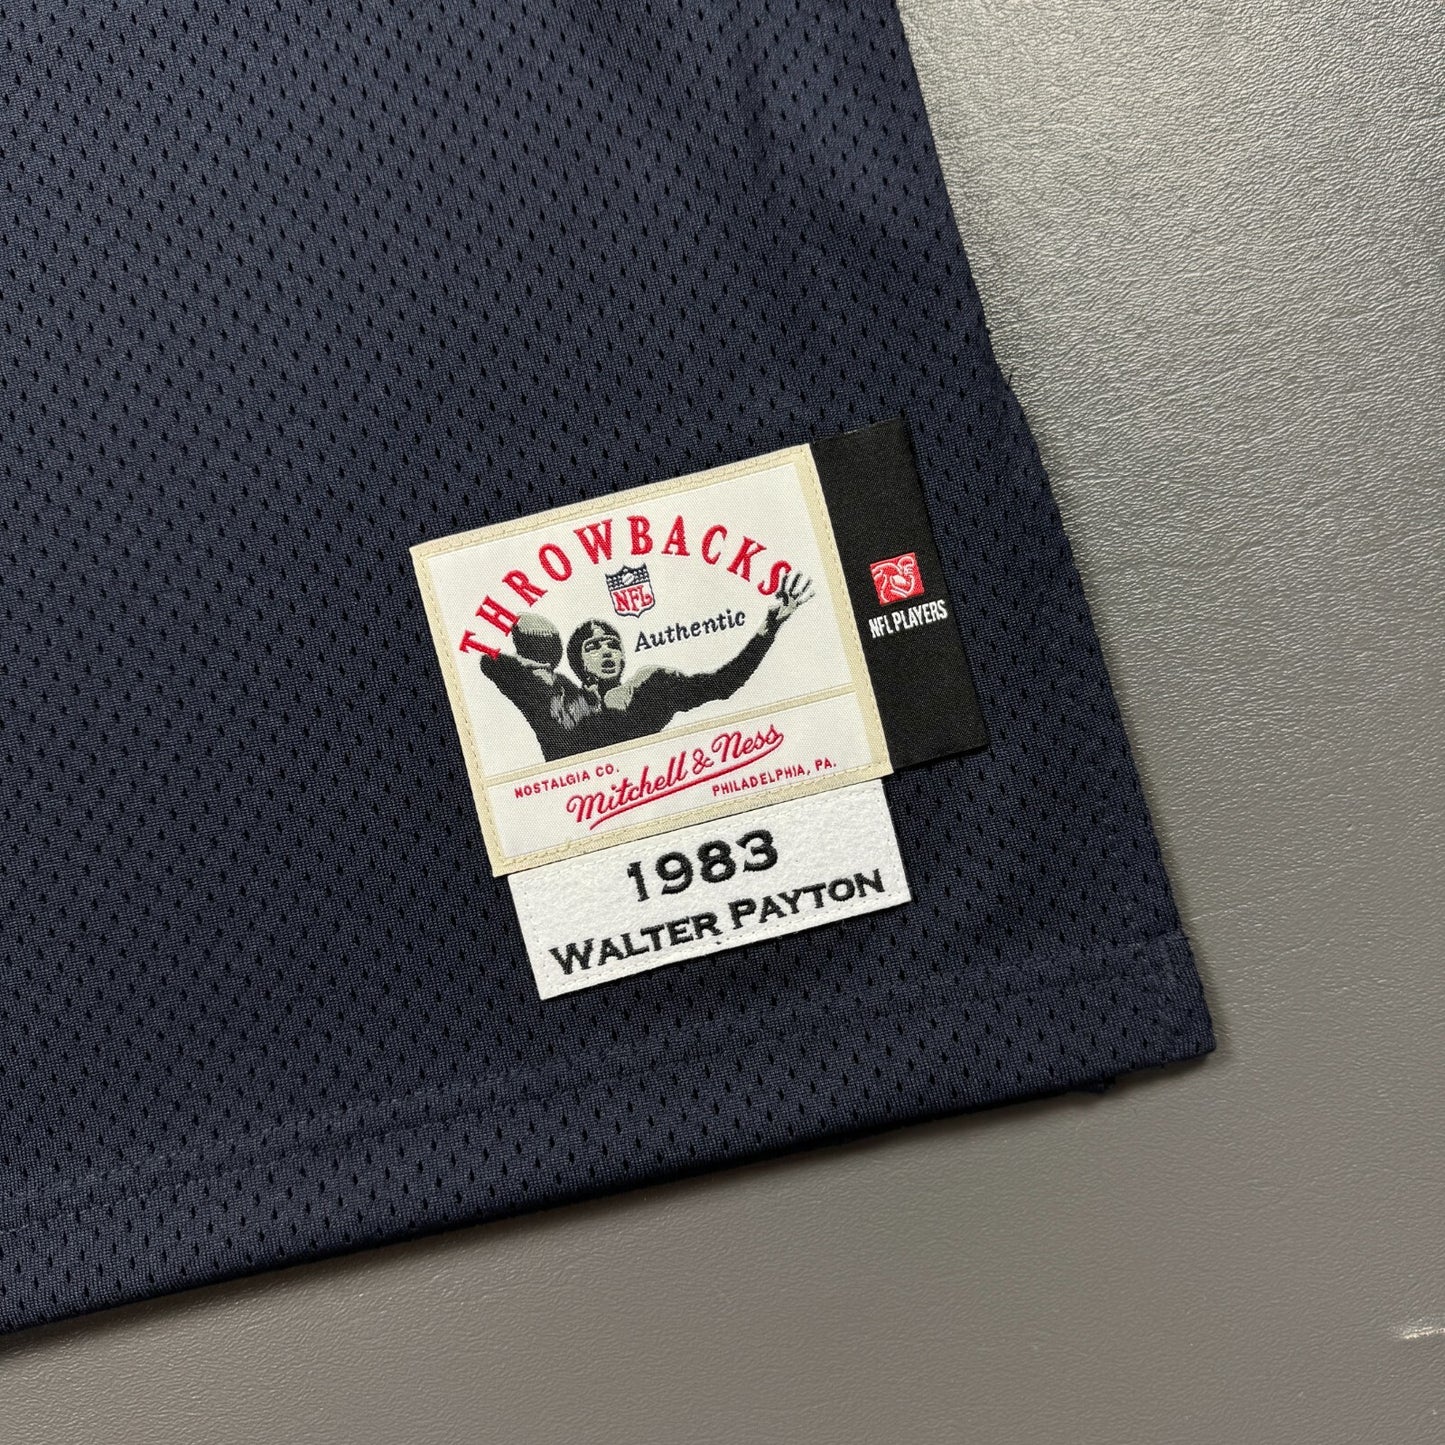 THROWBACKS
NFL
Authentic
NFL PLAYERS
NOSTALGIA CO. Mitchell & Ness PHILADELPHIA, PA.
1983
WALTER PAYTON